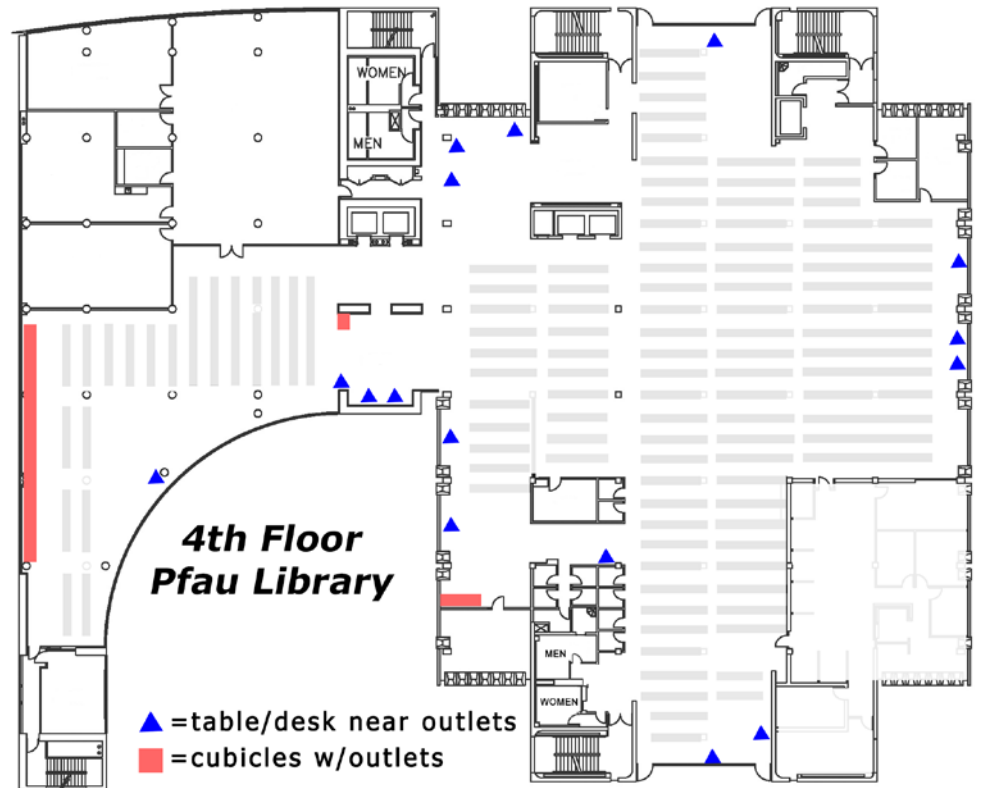 WOMEN
MEN
4th Floor
Pfau Library
MEN
WOMEN
=table/desk near outlets
=cubicles w/outlets